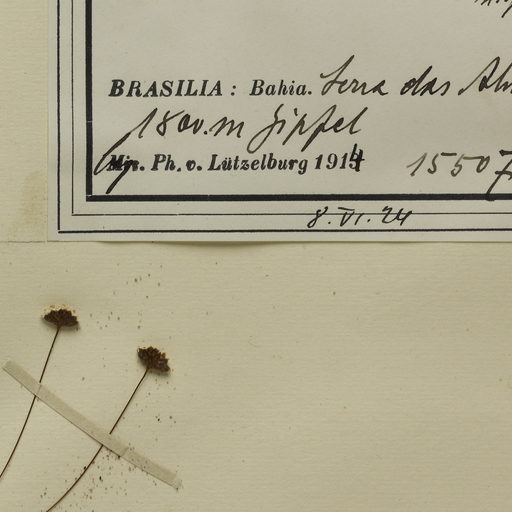 BRASILIA : Bahia. Serra das
1800.m Gipfel
Ph. v. Lützelburg 1914 1550
8.VI.24